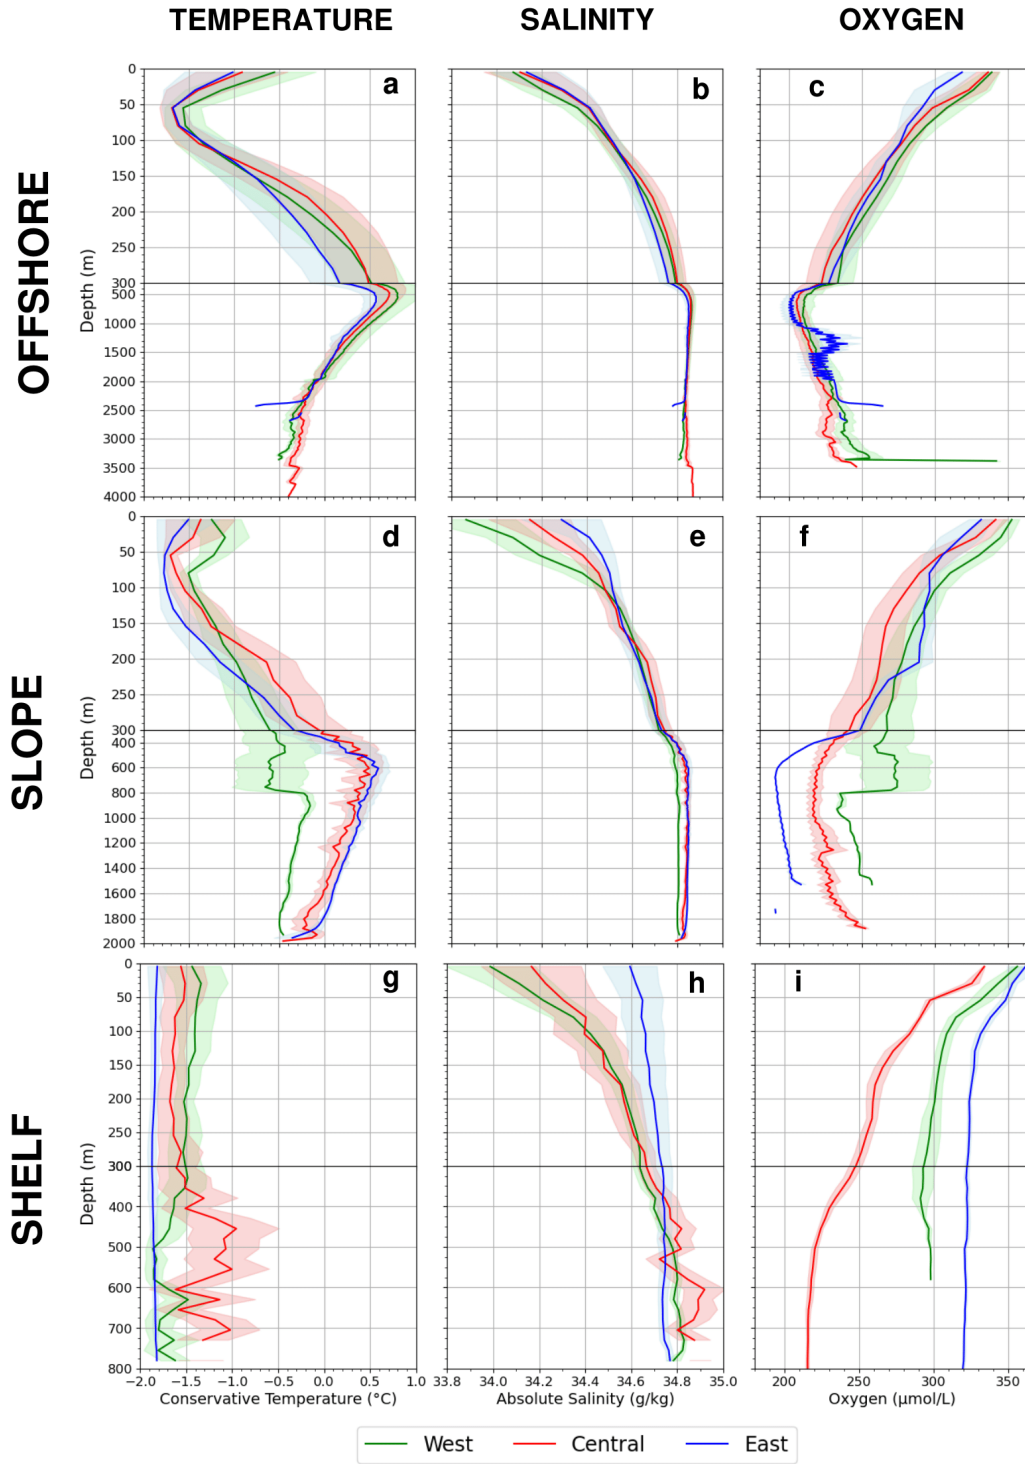 TEMPERATURE SALINITY OXYGEN
OFFSHORE
Depth (m)
0
50
100
150
200
250
300
500
1000
1500
2000
2500
3000
3500
4000
a
b
c
SLOPE
Depth (m)
0
50
100
150
200
250
300
400
600
800
1000
1200
1400
1600
1800
2000
d
e
f
SHELF
Depth (m)
0
50
100
150
200
250
300
400
500
600
700
800
g
h
i
−2.0 −1.5 −1.0 −0.5 0.0 0.5 1.0
33.8 34.0 34.2 34.4 34.6 34.8 35.0
200 250 300 350
Conservative Temperature (°C) Absolute Salinity (g/kg) Oxygen (μmol/L)
West Central East